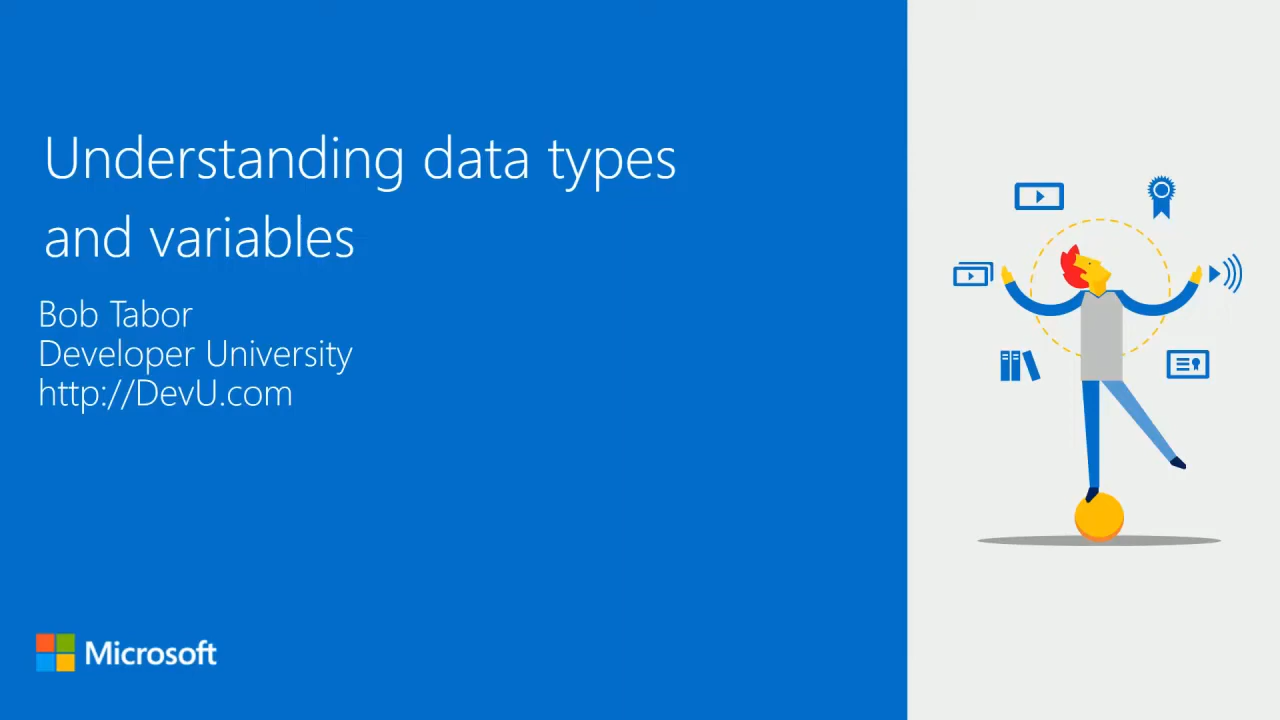 Understanding data types
and variables
Bob Tabor
Developer University
http://DevU.com
Microsoft